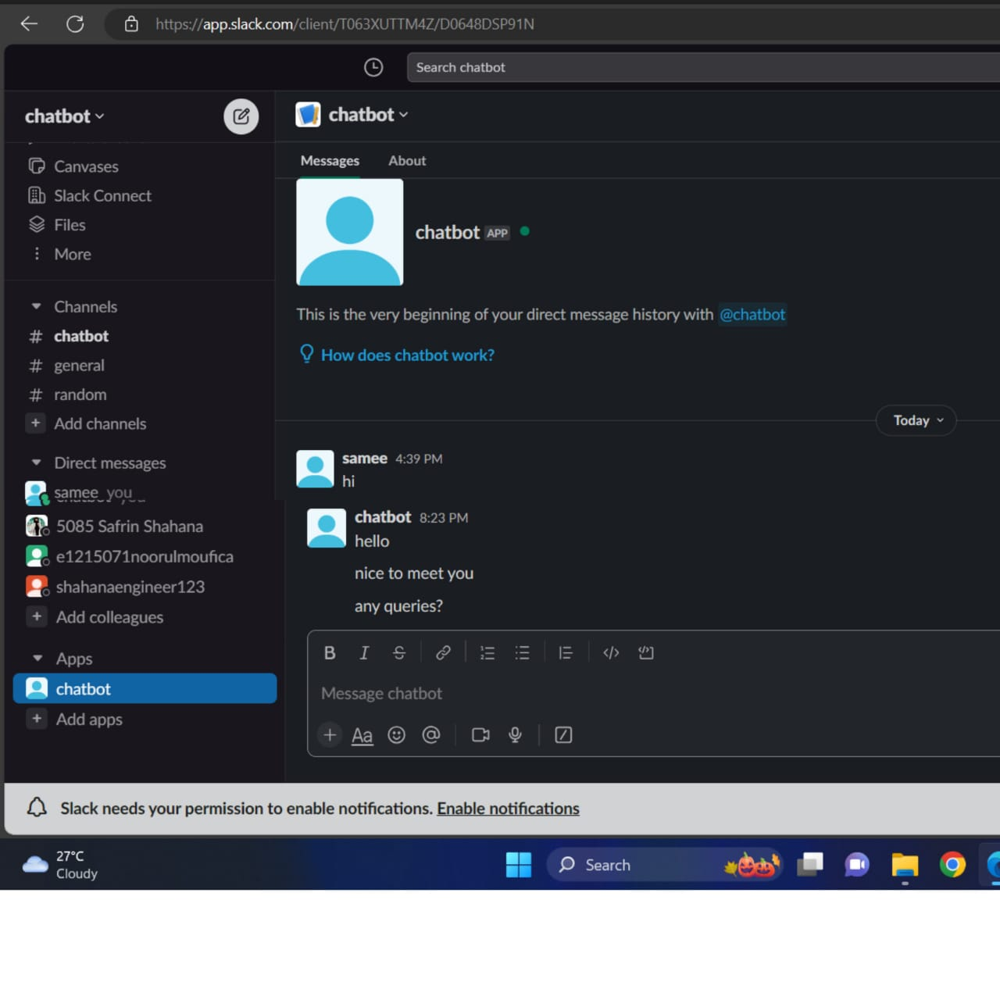 https://app.slack.com/client/T063XUTTM4Z/D0648DSP91N
Search chatbot
chatbot
Canvases
Slack Connect
Files
More
Channels
# chatbot
# general
# random
+ Add channels
Direct messages
samee you
5085 Safrin Shahana
e1215071noorulmoufica
shahanaengineer123
+ Add colleagues
Apps
chatbot
+ Add apps
chatbot
Messages About
chatbot APP
This is the very beginning of your direct message history with @chatbot
How does chatbot work?
Today
samee 4:39 PM
hi
chatbot 8:23 PM
hello
nice to meet you
any queries?
B I S
Message chatbot
+ Aa @
Slack needs your permission to enable notifications. Enable notifications
27°C
Cloudy
Search